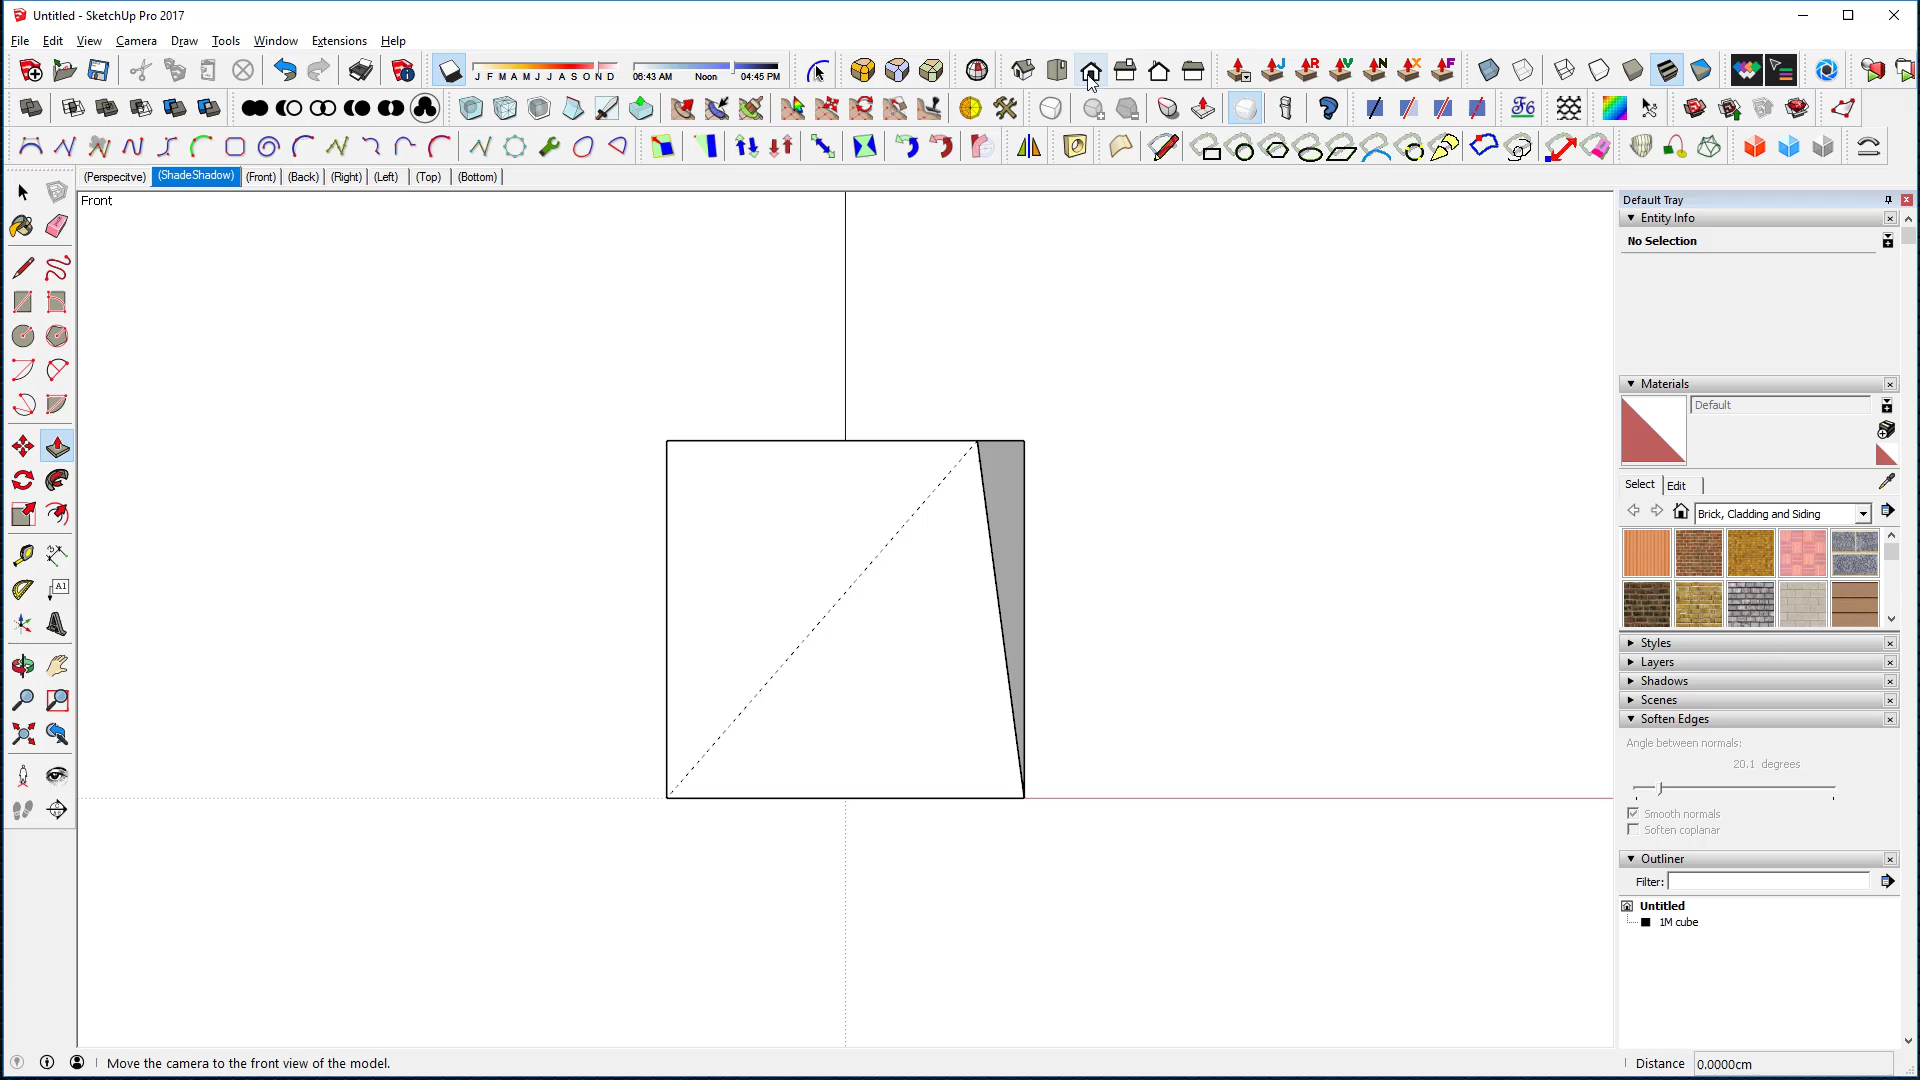 Untitled - SketchUp Pro 2017
File Edit View Camera Draw Tools Window Extensions Help
J F M A M J J A S O N D 06:43 AM Noon 04:45 PM
J R V N X F
F6
(Perspective) (ShadeShadow) (Front) (Back) (Right) (Left) (Top) (Bottom)
Front
Default Tray
Entity Info
No Selection
Materials
Default
Select Edit
Brick, Cladding and Siding
A1
Styles
Layers
Shadows
Scenes
Soften Edges
Angle between normals:
20.1 degrees
Smooth normals
Soften coplanar
Outliner
Filter:
Untitled
1M cube
Move the camera to the front view of the model.
Distance 0.0000cm